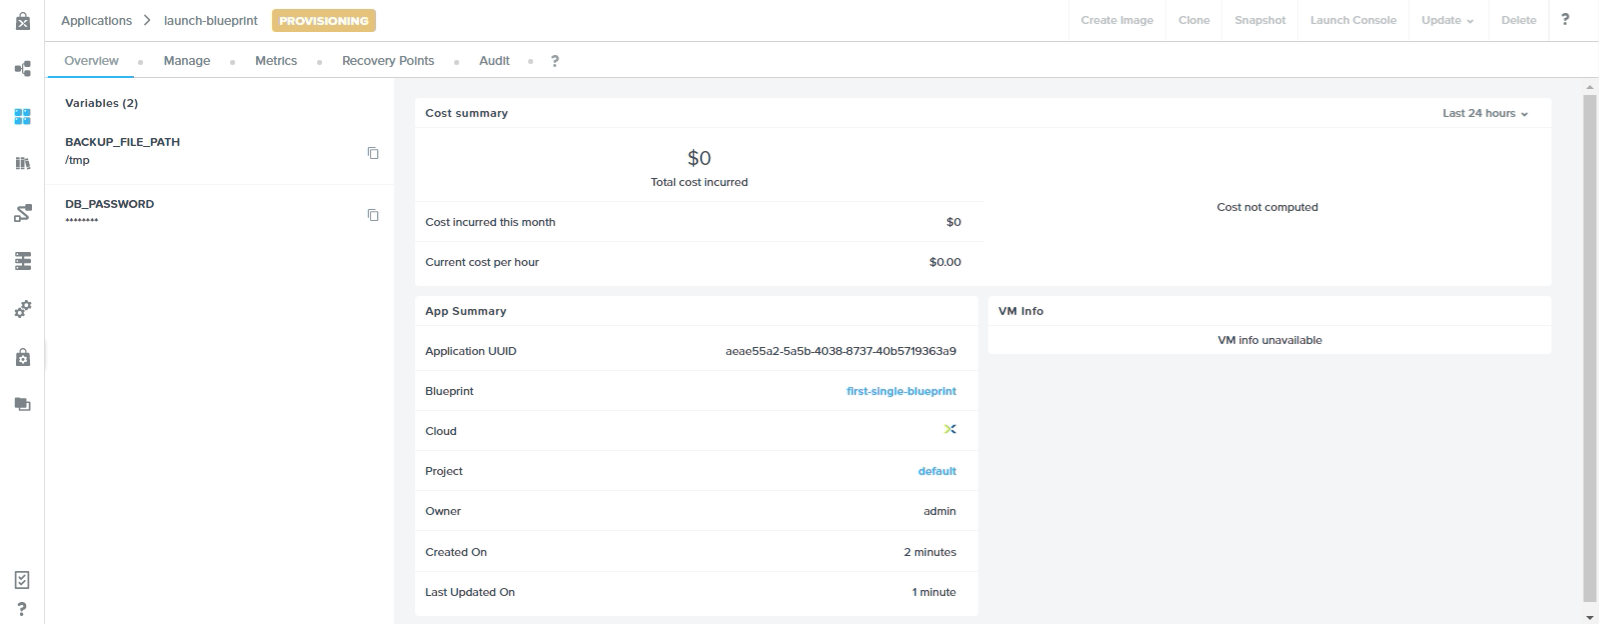 Applications > launch-blueprint PROVISIONING Create Image Clone Snapshot Launch Console Update Delete ?
Overview Manage Metrics Recovery Points Audit ?
Variables (2)
BACKUP_FILE_PATH
/tmp
DB_PASSWORD
********
Cost summary Last 24 hours
$0
Total cost incurred
Cost incurred this month $0
Current cost per hour $0.00
Cost not computed
App Summary
Application UUID aeae55a2-5a5b-4038-8737-40b5719363a9
Blueprint first-single-blueprint
Cloud
Project default
Owner admin
Created On 2 minutes
Last Updated On 1 minute
VM Info
VM info unavailable
?